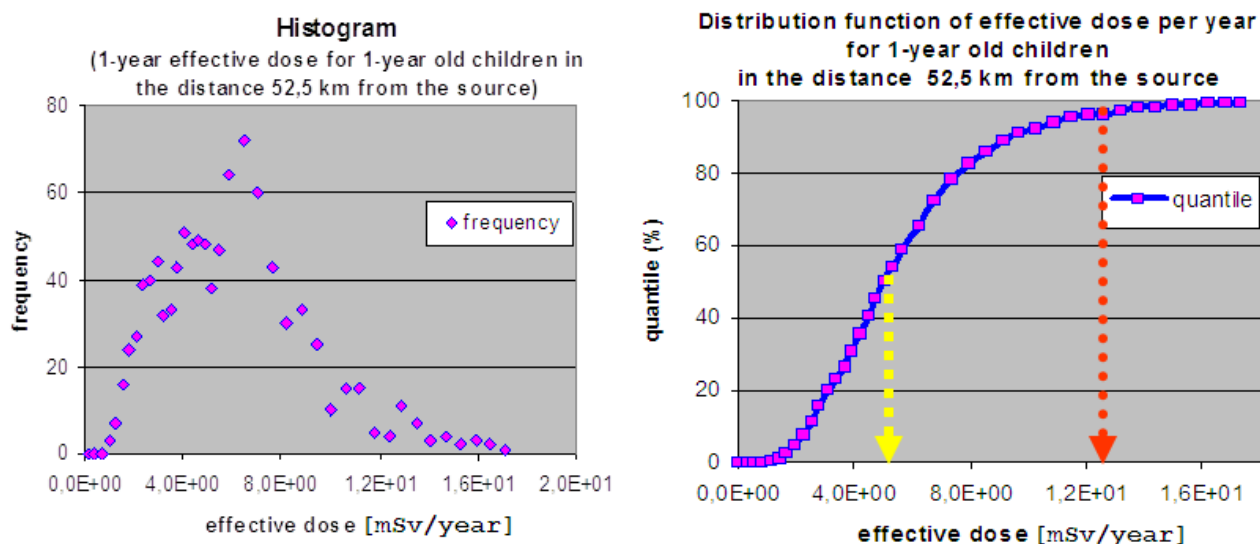 Histogram
(1-year effective dose for 1-year old children in
the distance 52,5 km from the source)
frequency
80
60
40
20
0
frequency
0,0E+00 4,0E+00 8,0E+00 1,2E+01 1,6E+01 2,0E+01
effective dose [mSv/year]
Distribution function of effective dose per year
for 1-year old children
in the distance 52,5 km from the source
quantile (%)
100
80
60
40
20
0
quantile
0,0E+00 4,0E+00 8,0E+00 1,2E+01 1,6E+01
effective dose [mSv/year]